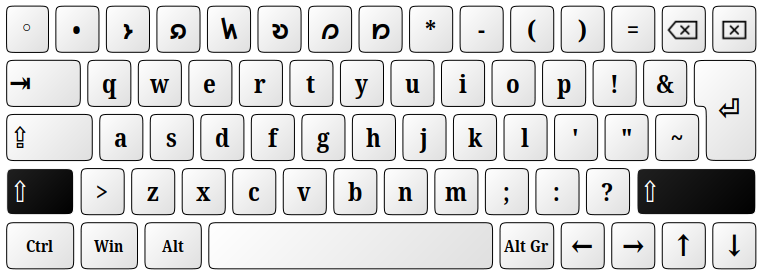 * - ( ) = ⌫ ⌧
⇥ q w e r t y u i o p ! &
⇪ a s d f g h j k l ' " ~ ⏎
⇧ > z x c v b n m ; : ? ⇧
Ctrl Win Alt Alt Gr ← → ↑ ↓